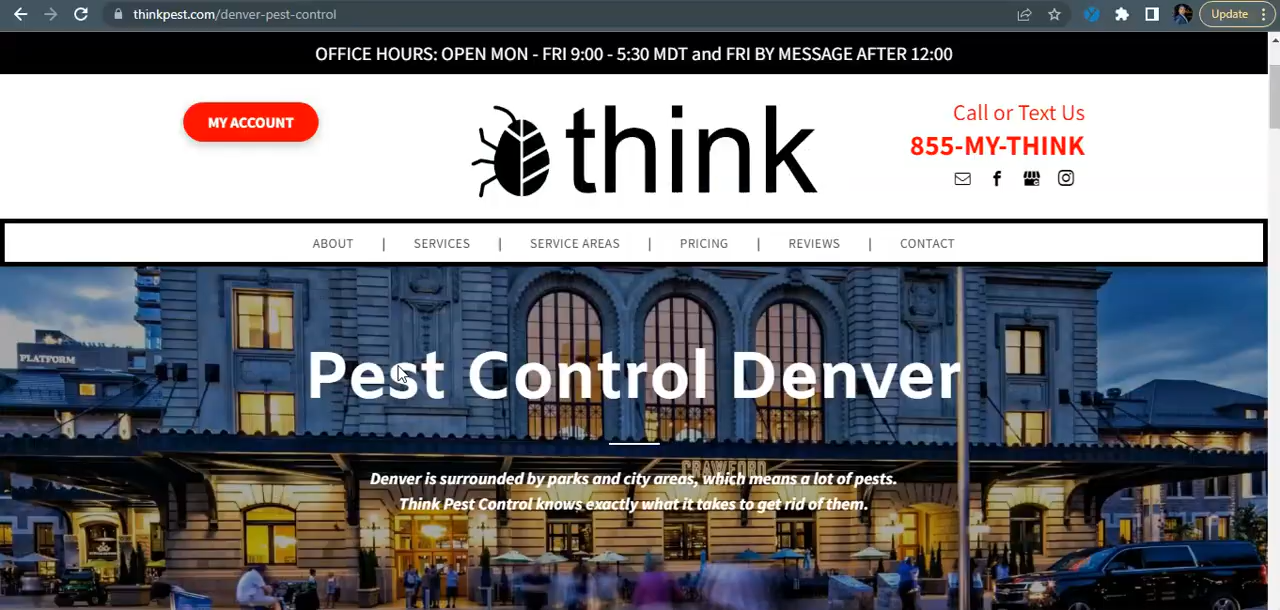 thinkpest.com/denver-pest-control
Update
OFFICE HOURS: OPEN MON - FRI 9:00 - 5:30 MDT and FRI BY MESSAGE AFTER 12:00
MY ACCOUNT
think
Call or Text Us
855-MY-THINK
ABOUT | SERVICES | SERVICE AREAS | PRICING | REVIEWS | CONTACT
PLATFORM
Pest Control Denver
CRAWFORD
Denver is surrounded by parks and city areas, which means a lot of pests.
Think Pest Control knows exactly what it takes to get rid of them.